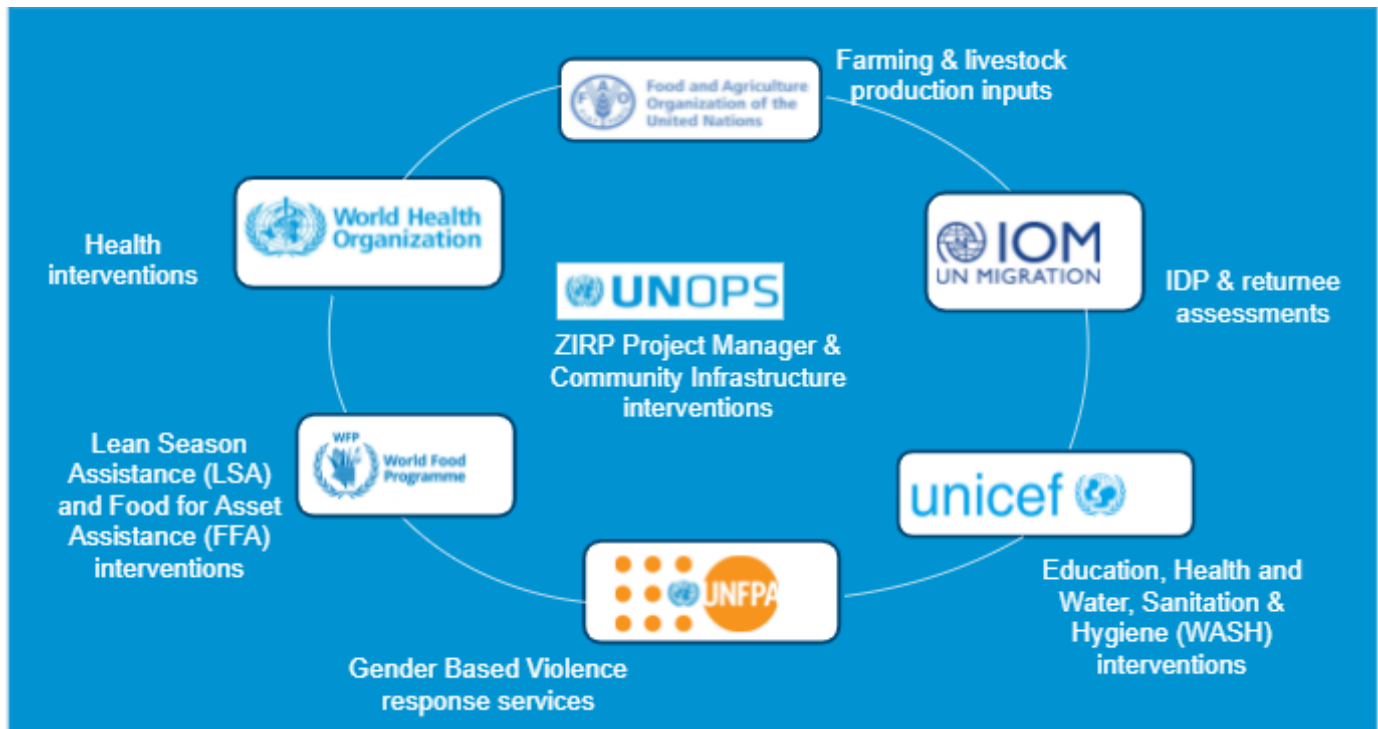 Food and Agriculture
Organization of the
United Nations
Farming & livestock
production inputs
World Health
Organization
Health
interventions
IOM
UN MIGRATION
IDP & returnee
assessments
UNOPS
ZIRP Project Manager &
Community Infrastructure
interventions
WFP
World Food
Programme
Lean Season
Assistance (LSA)
and Food for Asset
Assistance (FFA)
interventions
unicef
Education, Health and
Water, Sanitation &
Hygiene (WASH)
interventions
UNFPA
Gender Based Violence
response services